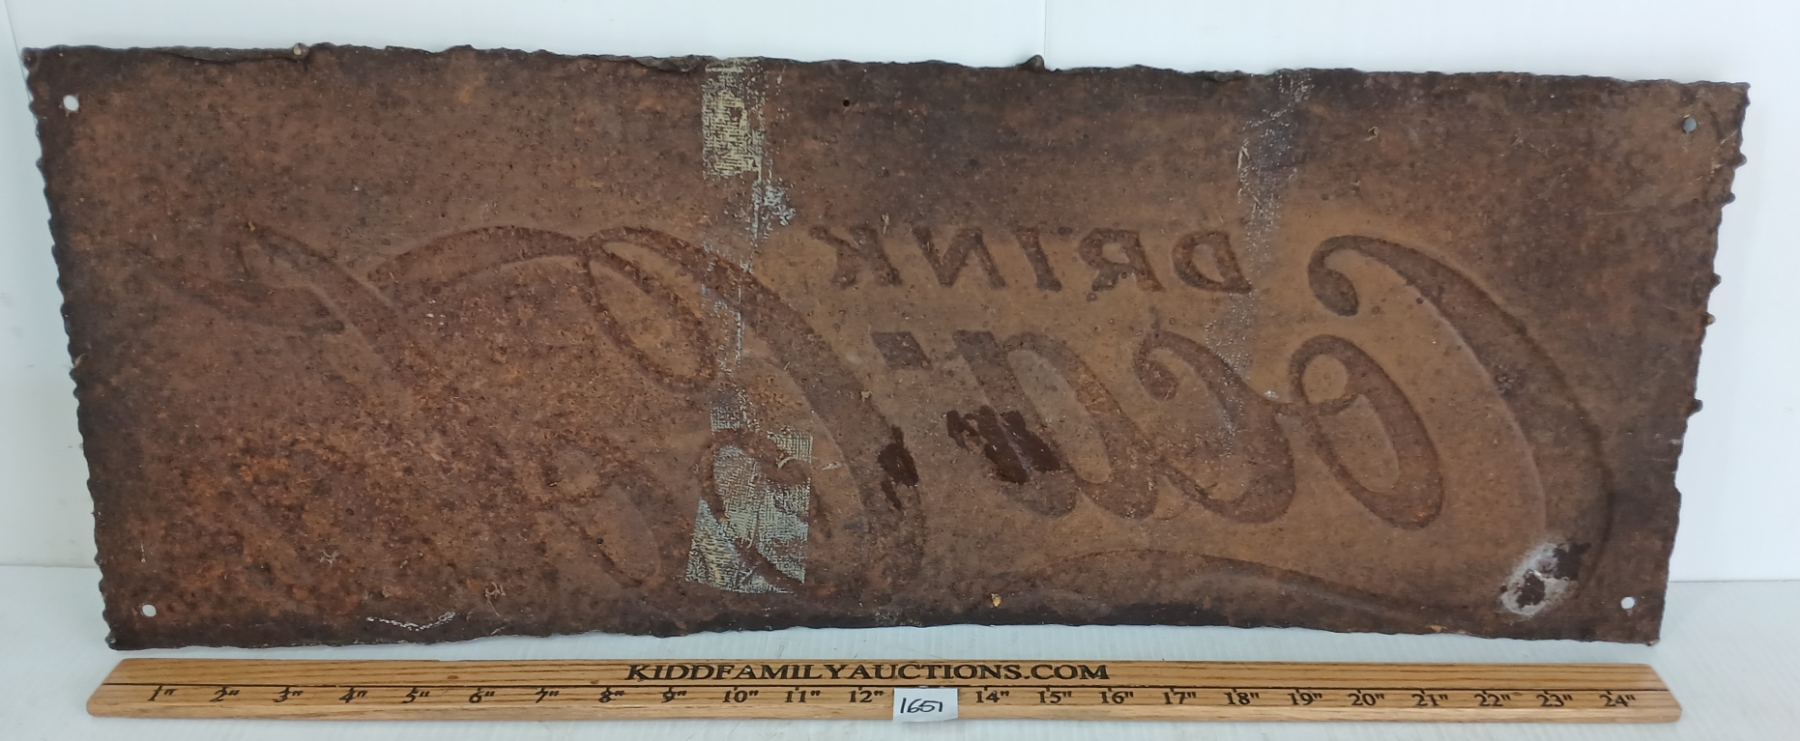 DRINK
Coca-Cola
KIDDFAMILYAUCTIONS.COM
1" 2" 3" 4" 5" 6" 7" 8" 9" 10" 11" 12" 14" 15" 16" 17" 18" 19" 20" 21" 22" 23" 24"
1651